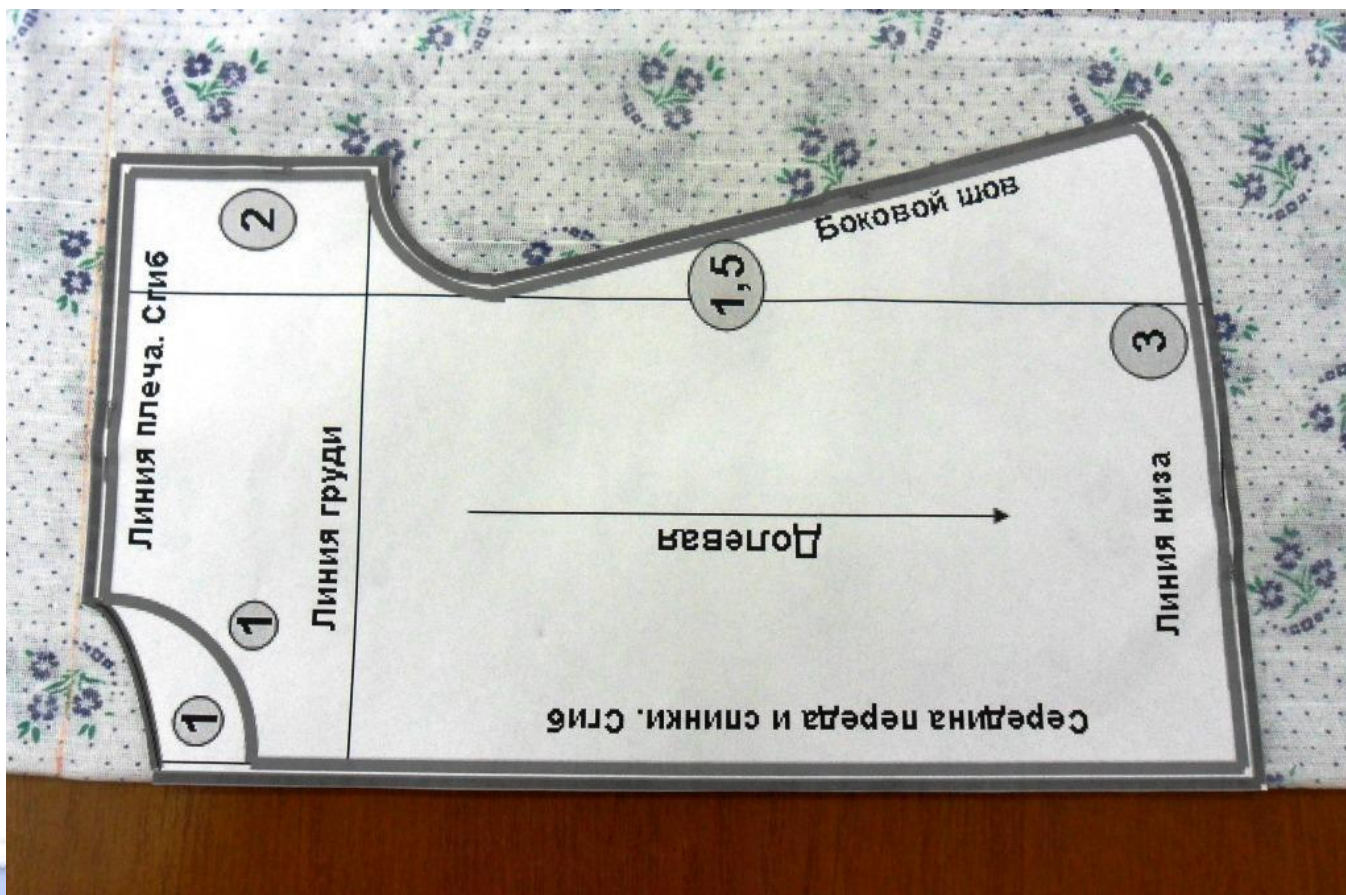 Линия плеча. Сгиб
2
Линия груди
1
1
Боковой шов
1,5
Долевая
Середина переда и спинки. Сгиб
3
Линия низа